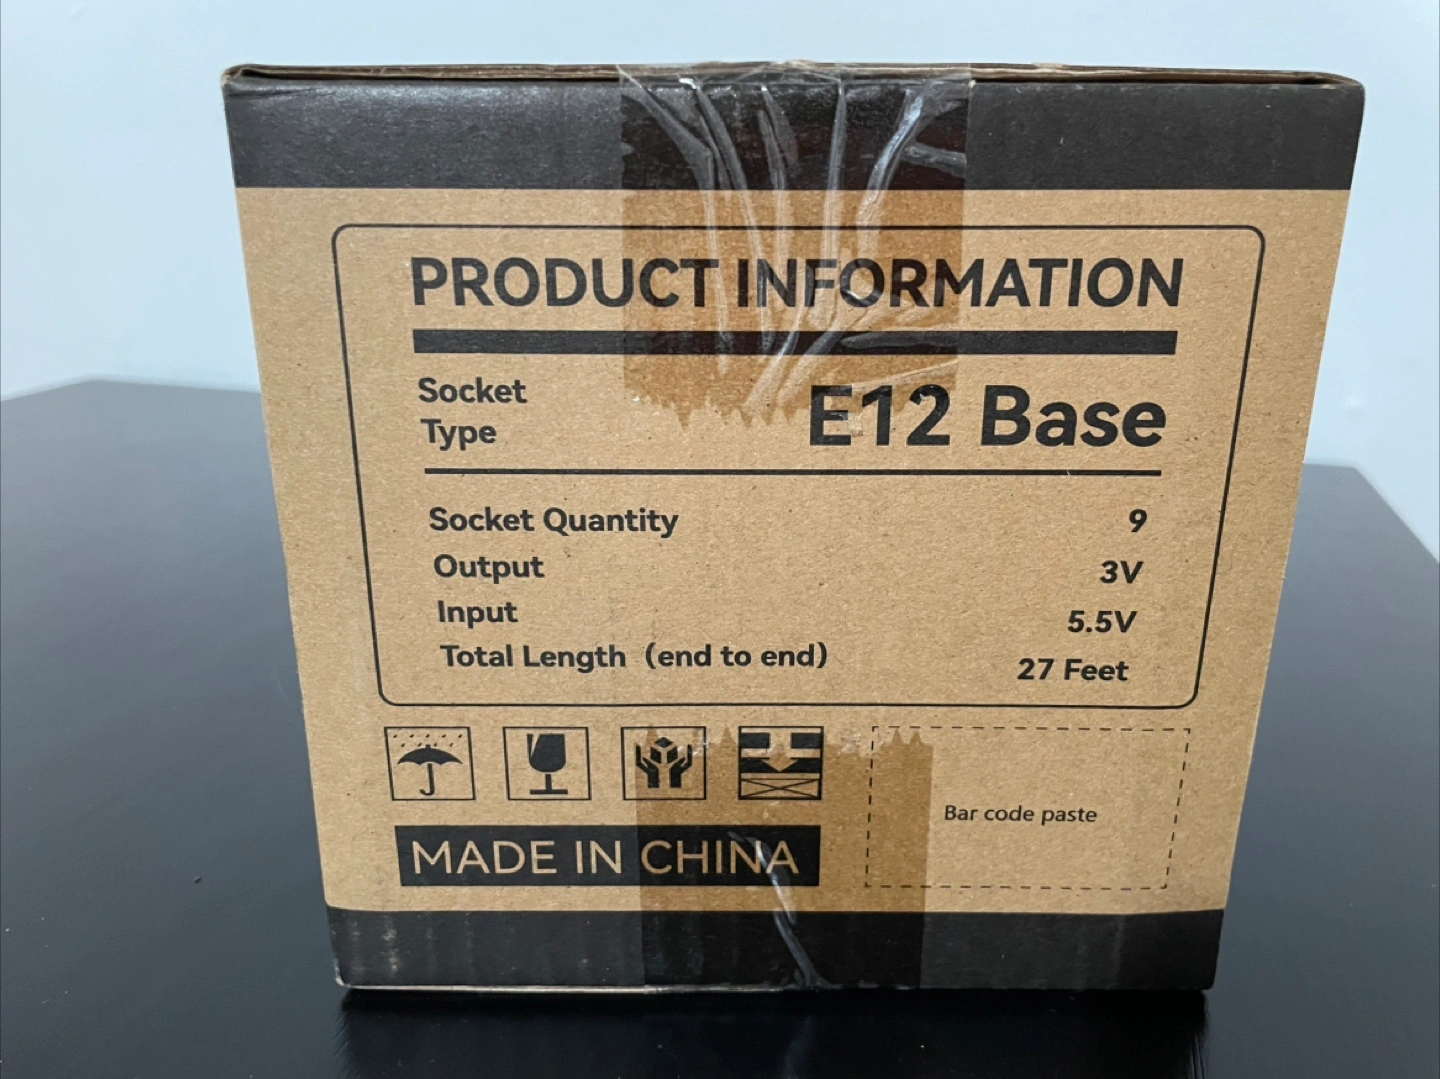 PRODUCT INFORMATION
Socket
Type
E12 Base
Socket Quantity 9
Output 3V
Input 5.5V
Total Length (end to end) 27 Feet
Bar code paste
MADE IN CHINA